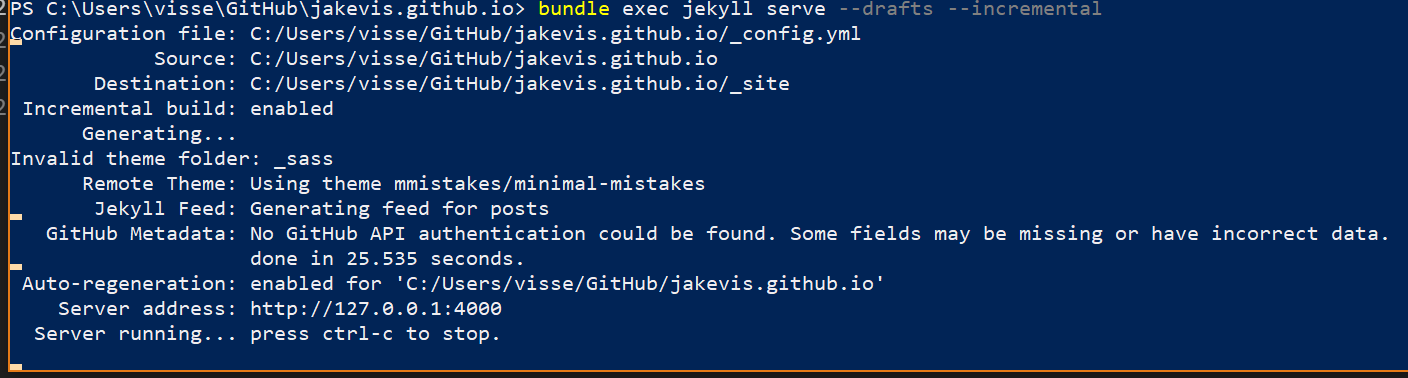 PS C:\Users\visse\GitHub\jakevis.github.io> bundle exec jekyll serve --drafts --incremental
Configuration file: C:/Users/visse/GitHub/jakevis.github.io/_config.yml
Source: C:/Users/visse/GitHub/jakevis.github.io
Destination: C:/Users/visse/GitHub/jakevis.github.io/_site
Incremental build: enabled
Generating...
Invalid theme folder: _sass
Remote Theme: Using theme mmistakes/minimal-mistakes
Jekyll Feed: Generating feed for posts
GitHub Metadata: No GitHub API authentication could be found. Some fields may be missing or have incorrect data.
done in 25.535 seconds.
Auto-regeneration: enabled for 'C:/Users/visse/GitHub/jakevis.github.io'
Server address: http://127.0.0.1:4000
Server running... press ctrl-c to stop.